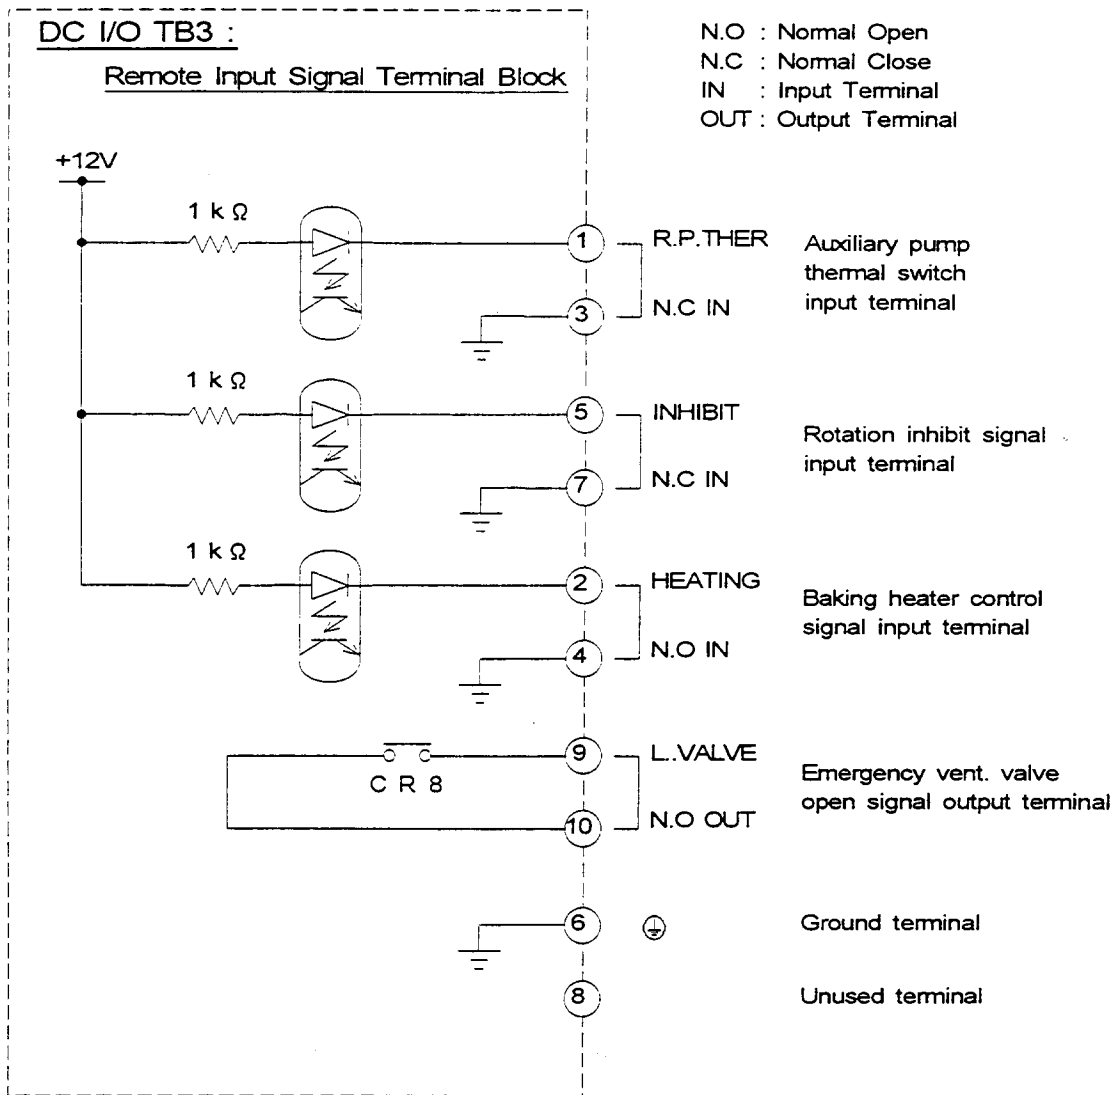 DC I/O TB3 :
Remote Input Signal Terminal Block
N.O : Normal Open
N.C : Normal Close
IN : Input Terminal
OUT : Output Terminal
+12V
1 k Ω
1 R.P.THER
3 N.C IN
Auxiliary pump
thermal switch
input terminal
1 k Ω
5 INHIBIT
7 N.C IN
Rotation inhibit signal
input terminal
1 k Ω
2 HEATING
4 N.O IN
Baking heater control
signal input terminal
C R 8
9 L..VALVE
10 N.O OUT
Emergency vent. valve
open signal output terminal
6 Ground terminal
8 Unused terminal